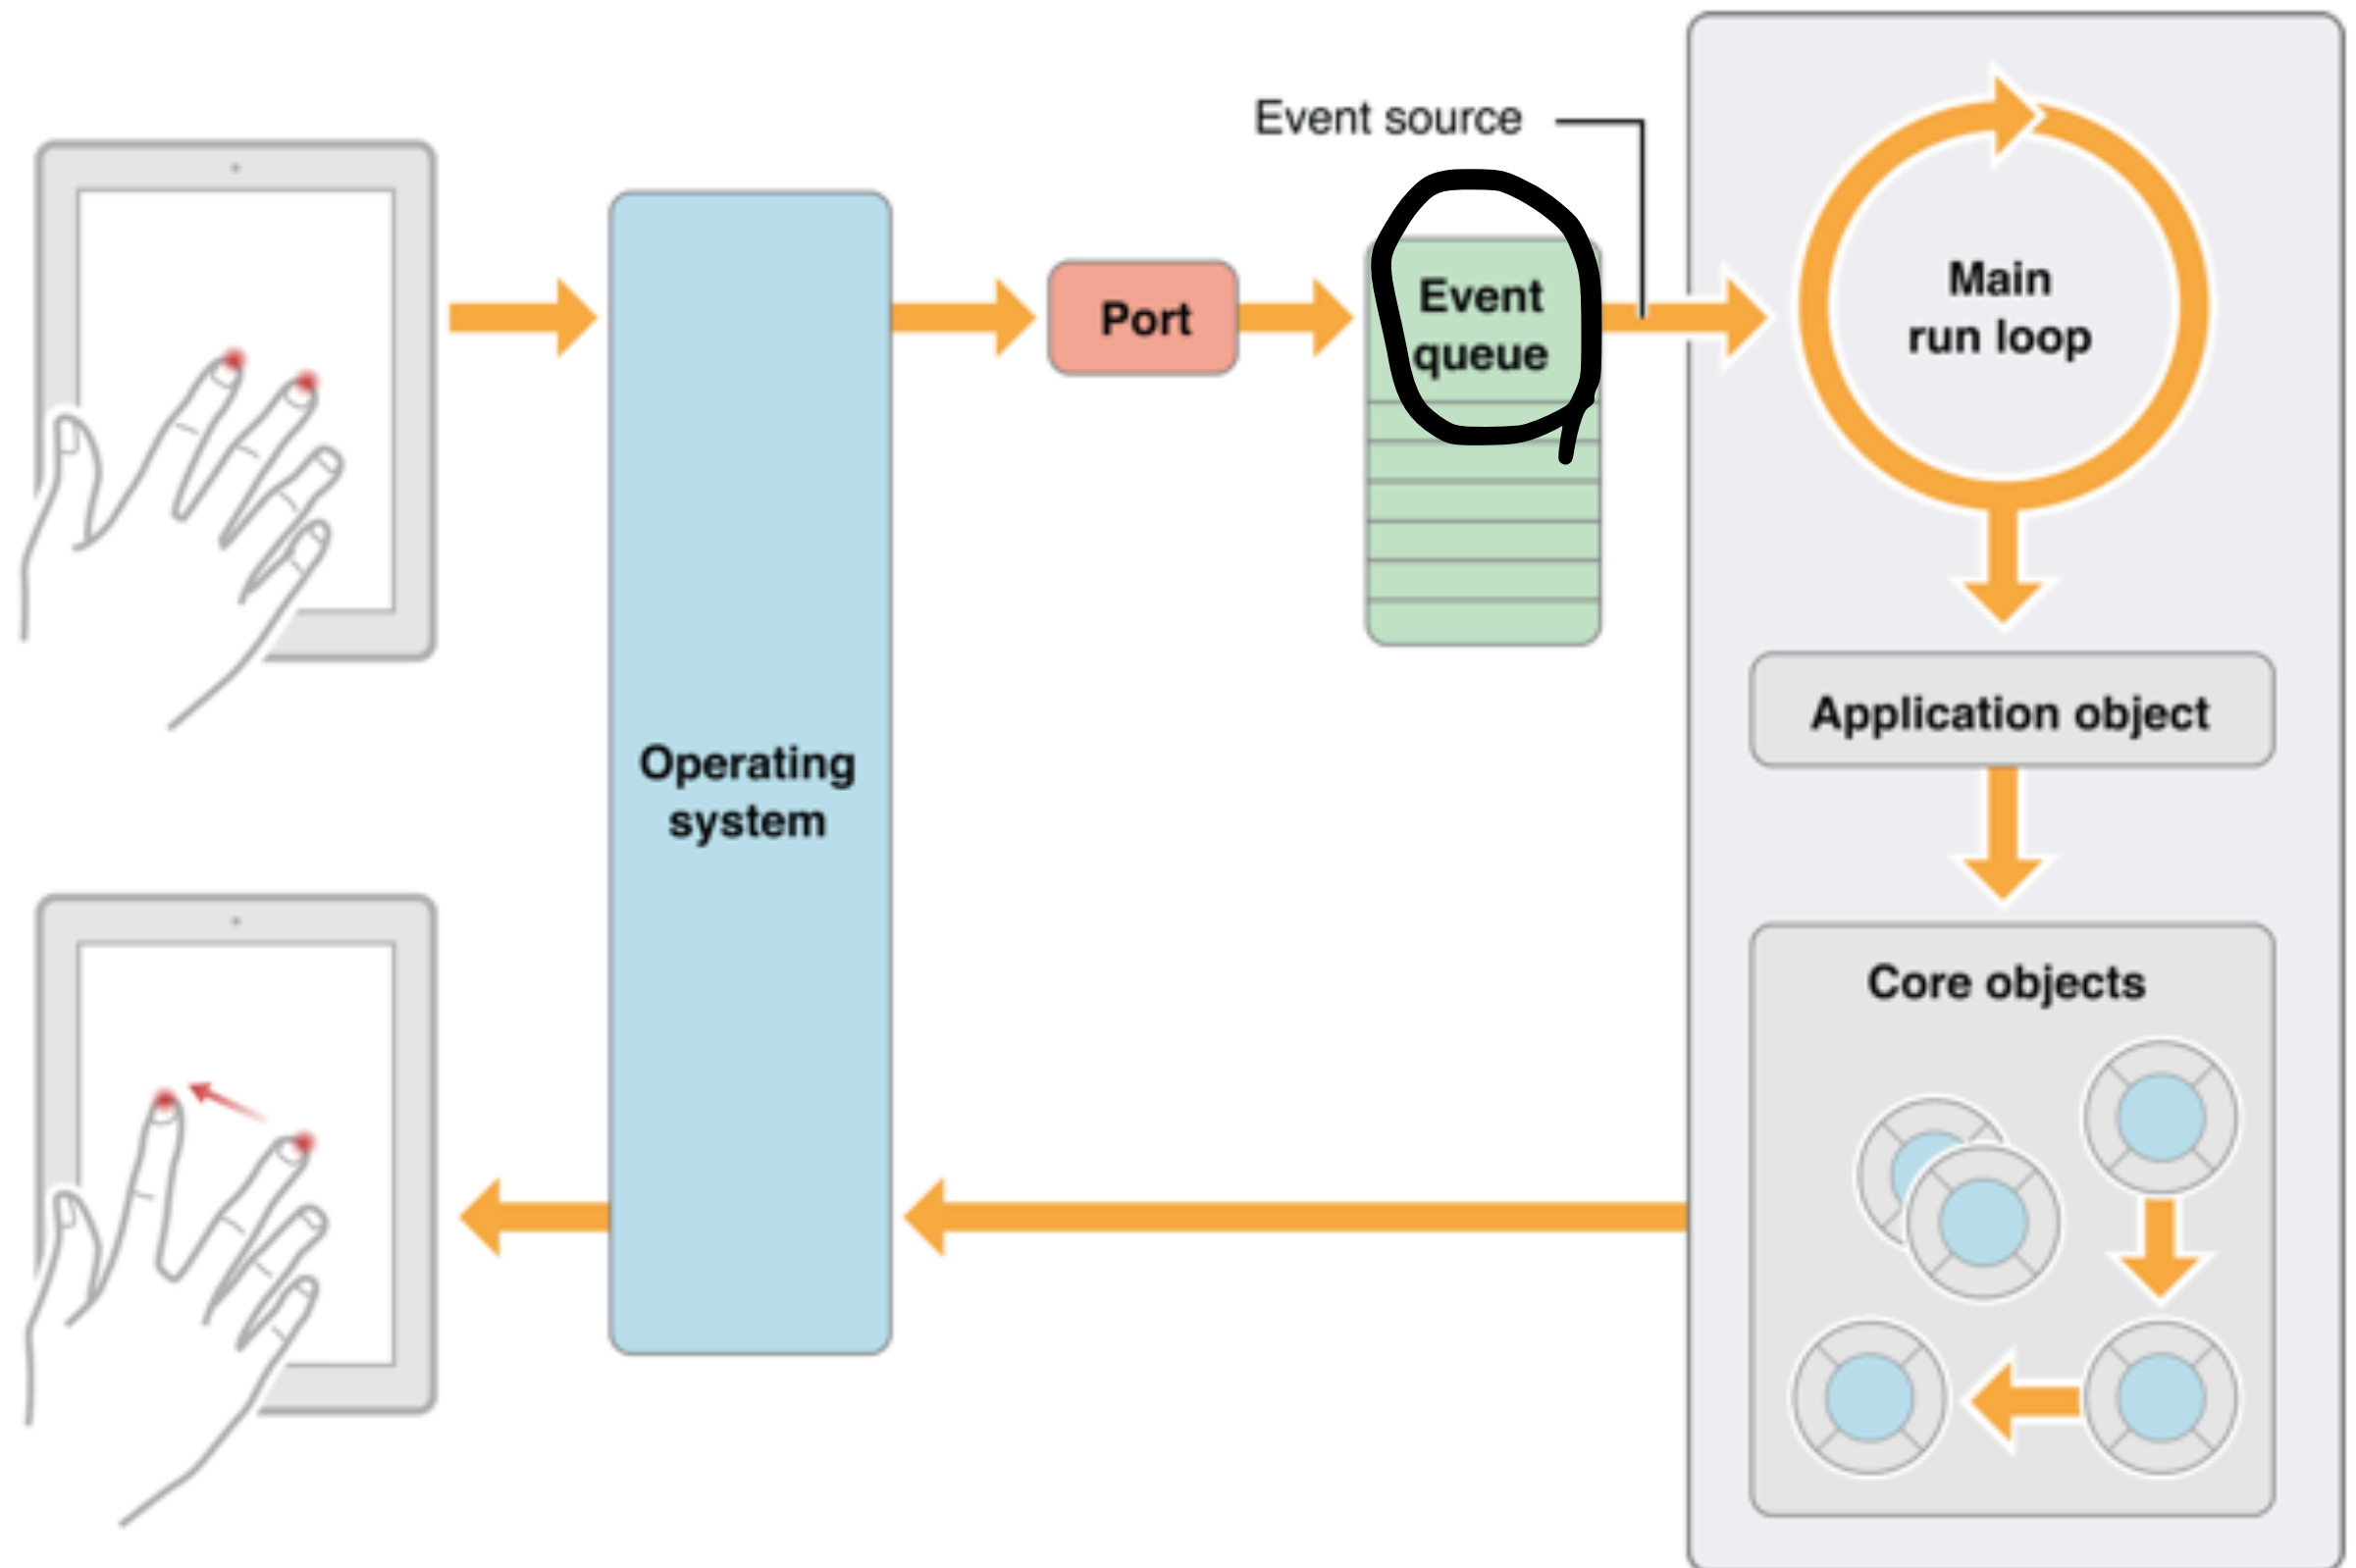 Event source
Port
Event
queue
Main
run loop
Operating
system
Application object
Core objects